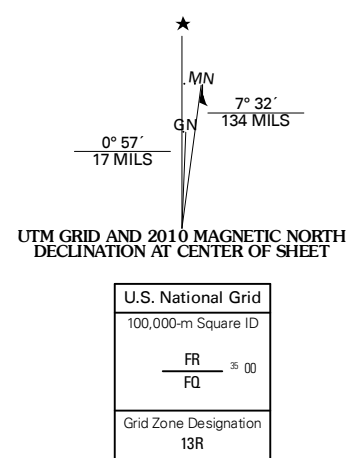 ★
MN
7° 32´
134 MILS
GN
0° 57´
17 MILS
UTM GRID AND 2010 MAGNETIC NORTH
DECLINATION AT CENTER OF SHEET
U.S. National Grid
100,000-m Square ID
FR
35 00
FQ
Grid Zone Designation
13R